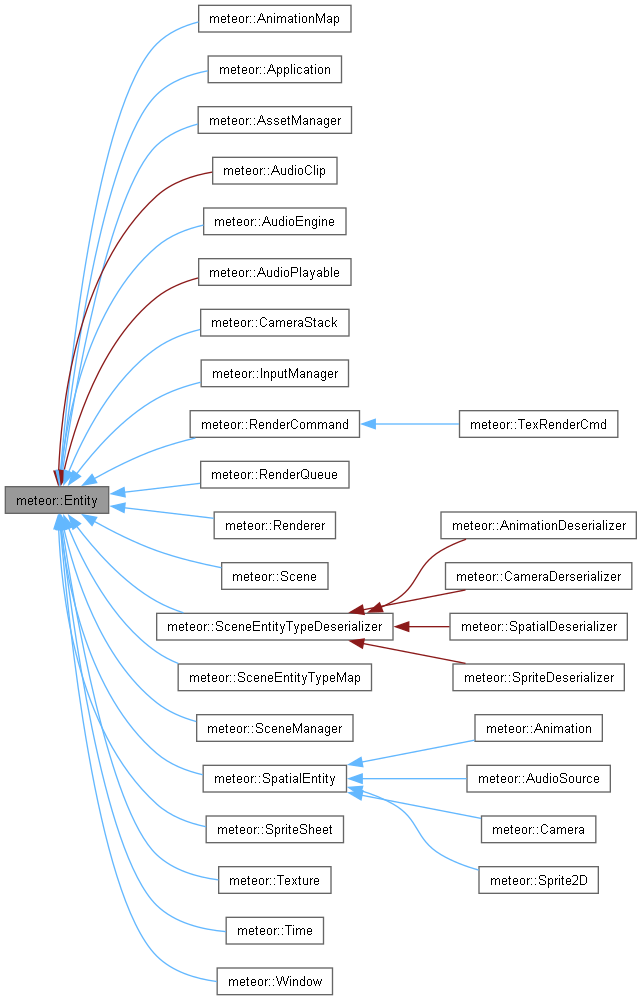 meteor::AnimationMap
meteor::Application
meteor::AssetManager
meteor::AudioClip
meteor::AudioEngine
meteor::AudioPlayable
meteor::CameraStack
meteor::InputManager
meteor::RenderCommand
meteor::TexRenderCmd
meteor::RenderQueue
meteor::Entity
meteor::Renderer
meteor::AnimationDeserializer
meteor::Scene
meteor::CameraDerserializer
meteor::SceneEntityTypeDeserializer
meteor::SpatialDeserializer
meteor::SceneEntityTypeMap
meteor::SpriteDeserializer
meteor::SceneManager
meteor::Animation
meteor::SpatialEntity
meteor::AudioSource
meteor::SpriteSheet
meteor::Camera
meteor::Texture
meteor::Sprite2D
meteor::Time
meteor::Window